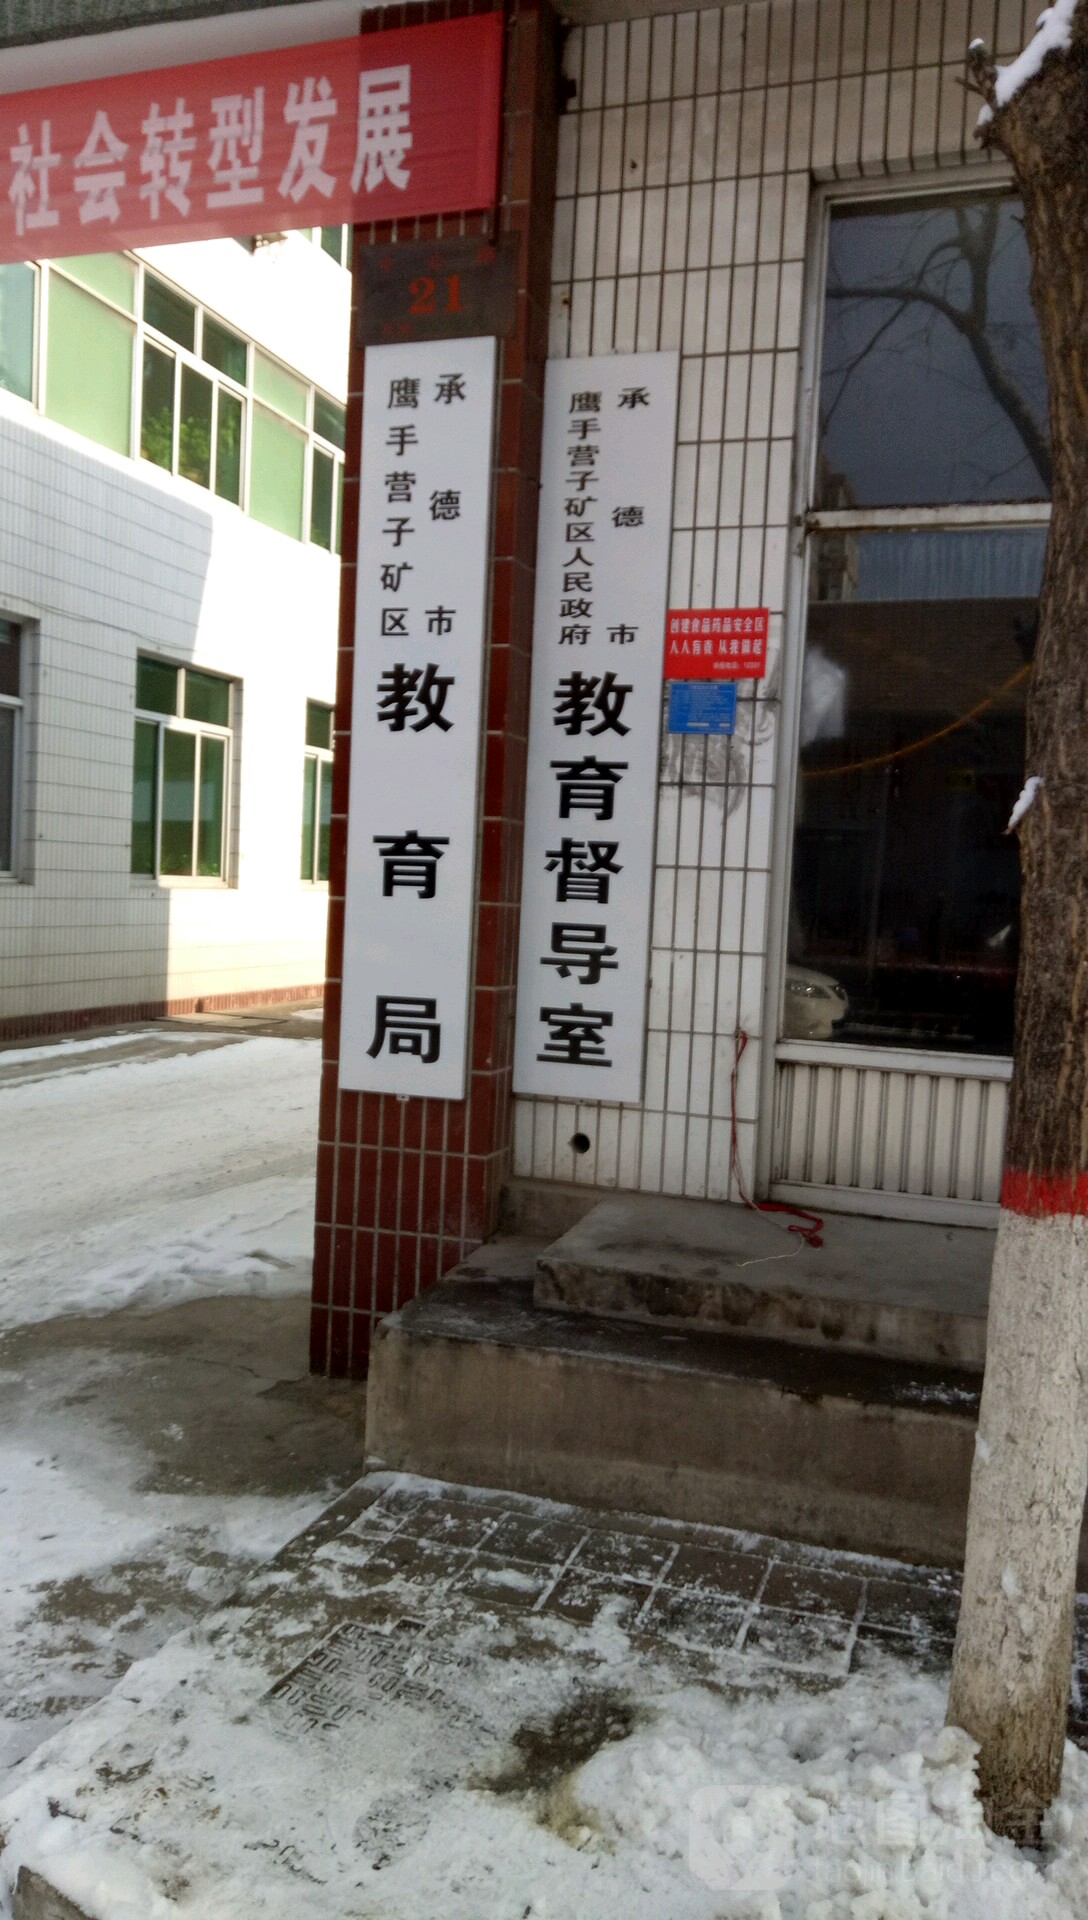 社会转型发展
21
承德市
鹰手营子矿区
教育局
承德市
鹰手营子矿区人民政府
教育督导室
创建食品药品安全区
人人有责 从我做起